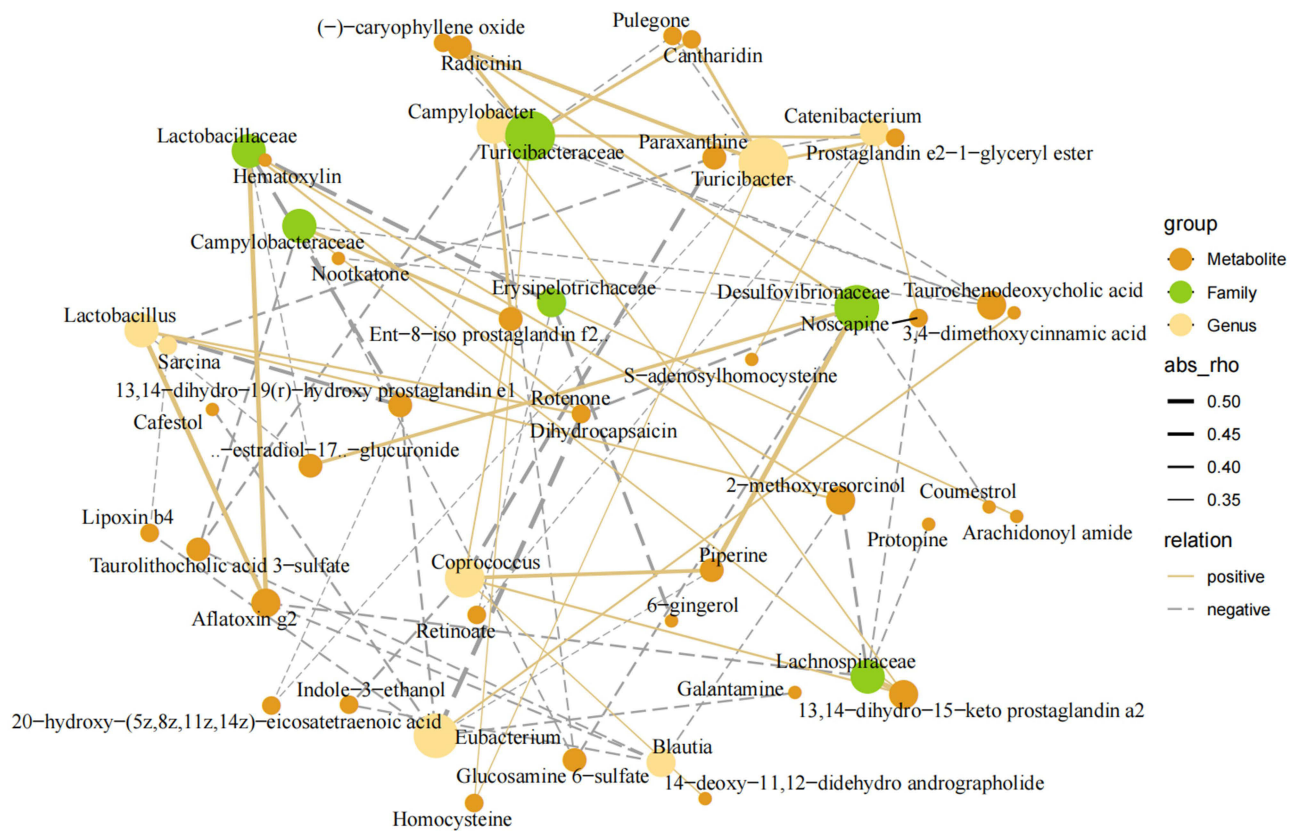 (−)−caryophyllene oxide
Radicinin
Pulegone
Cantharidin
Campylobacter
Turicibacteraceae
Catenibacterium
Paraxanthine
Prostaglandin e2−1−glyceryl ester
Turicibacter
Lactobacillaceae
Hematoxylin
Campylobacteraceae
Nootkatone
Erysipelotrichaceae
Desulfovibrionaceae
Taurochenodeoxycholic acid
Lactobacillus
Noscapine
3,4−dimethoxycinnamic acid
Ent−8−iso prostaglandin f2..
Sarcina
S−adenosylhomocysteine
13,14−dihydro−19(r)−hydroxy prostaglandin e1
Rotenone
Cafestol
Dihydrocapsaicin
..−estradiol−17..−glucuronide
2−methoxyresorcinol
Coumestrol
Lipoxin b4
Protopine
Arachidonoyl amide
Taurolithocholic acid 3−sulfate
Coprococcus
Piperine
Aflatoxin g2
Retinoate
6−gingerol
Lachnospiraceae
Indole−3−ethanol
Galantamine
20−hydroxy−(5z,8z,11z,14z)−eicosatetraenoic acid
13,14−dihydro−15−keto prostaglandin a2
Eubacterium
Blautia
Glucosamine 6−sulfate
14−deoxy−11,12−didehydro andrographolide
Homocysteine
group
Metabolite
Family
Genus
abs_rho
0.50
0.45
0.40
0.35
relation
positive
negative